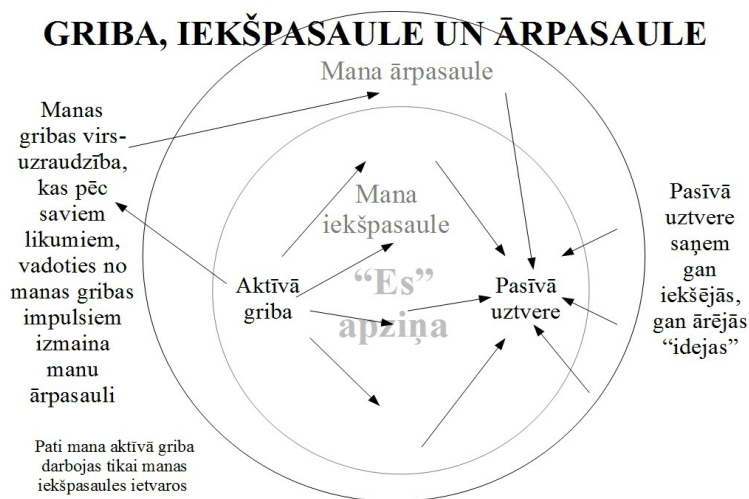 GRIBA, IEKŠPASAULE UN ĀRPASAULE
Mana ārpasaule
Manas
gribas virs-
uzraudzība,
kas pēc
saviem
likumiem,
vadoties no
manas gribas
impulsiem
izmaina
manu
ārpasauli
Mana
iekšpasaule
“Es”
apziņa
Aktīvā
griba
Pasīvā
uztvere
Pasīvā
uztvere
saņem
gan
iekšējās,
gan ārējās
“idejas”
Pati mana aktīvā griba
darbojas tikai manas
iekšpasaules ietvaros